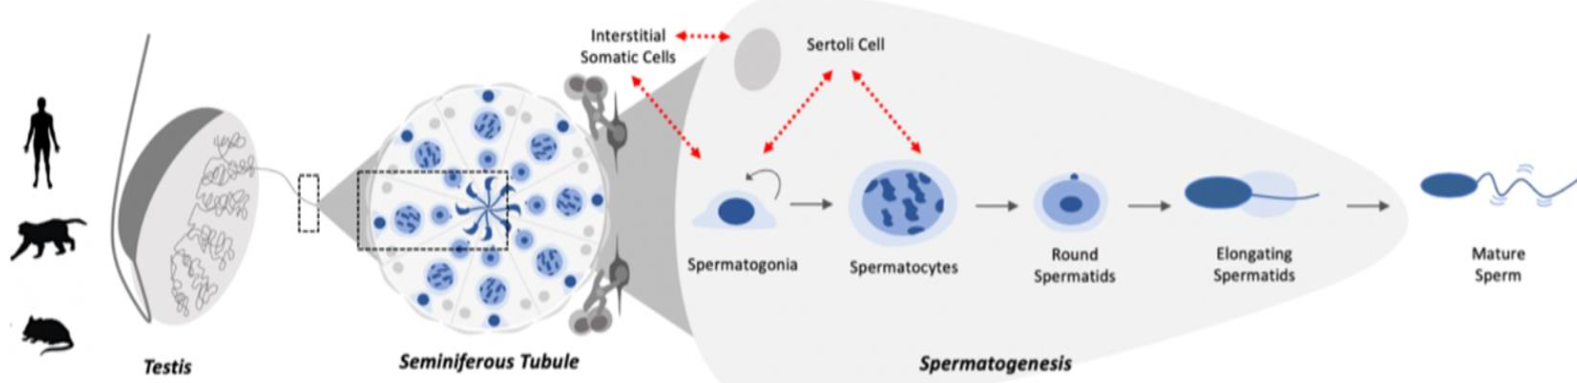 Interstitial
Somatic Cells
Sertoli Cell
Spermatogonia
Spermatocytes
Round
Spermatids
Elongating
Spermatids
Mature
Sperm
Testis
Seminiferous Tubule
Spermatogenesis